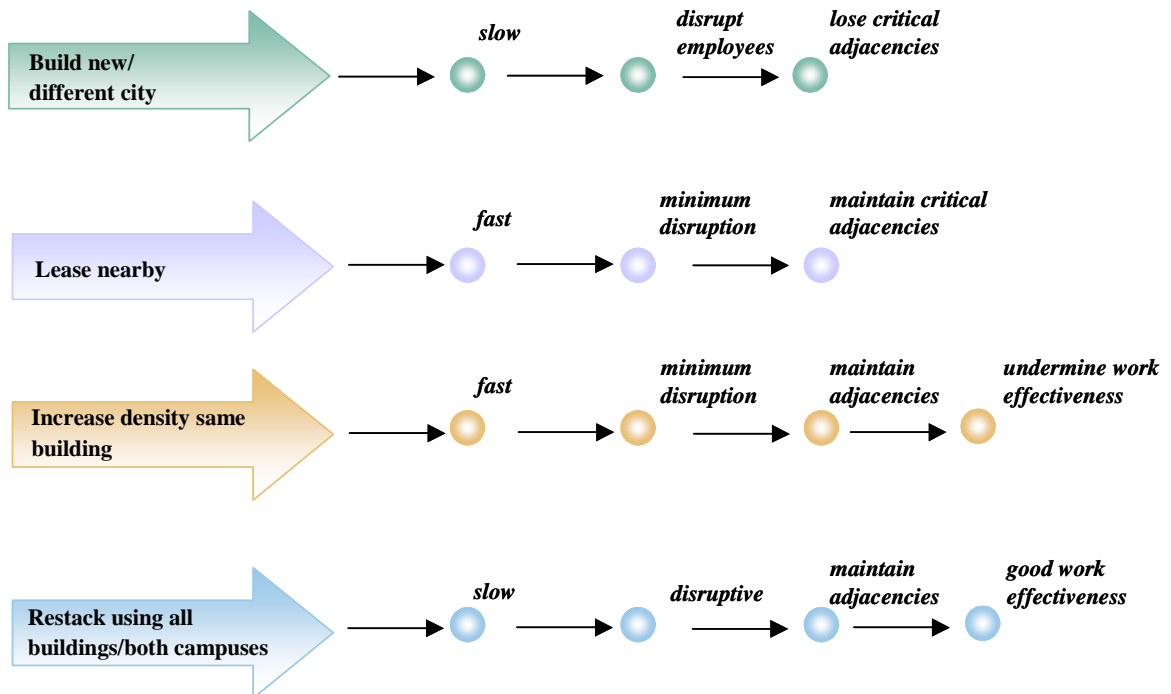 Build new/
different city
slow
disrupt
employees
lose critical
adjacencies
Lease nearby
fast
minimum
disruption
maintain critical
adjacencies
Increase density same
building
fast
minimum
disruption
maintain
adjacencies
undermine work
effectiveness
Restack using all
buildings/both campuses
slow
disruptive
maintain
adjacencies
good work
effectiveness